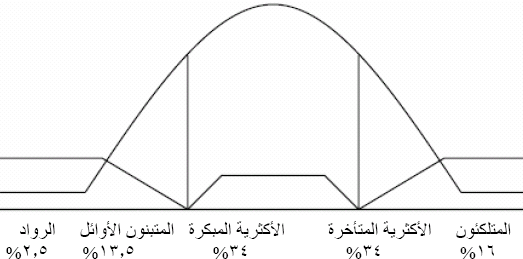 الرواد المتبنون الأوائل الأكثرية المبكرة الأكثرية المتأخرة المتلكئون
%٢,٥ %١٣,٥ %٣٤ %٣٤ %١٦